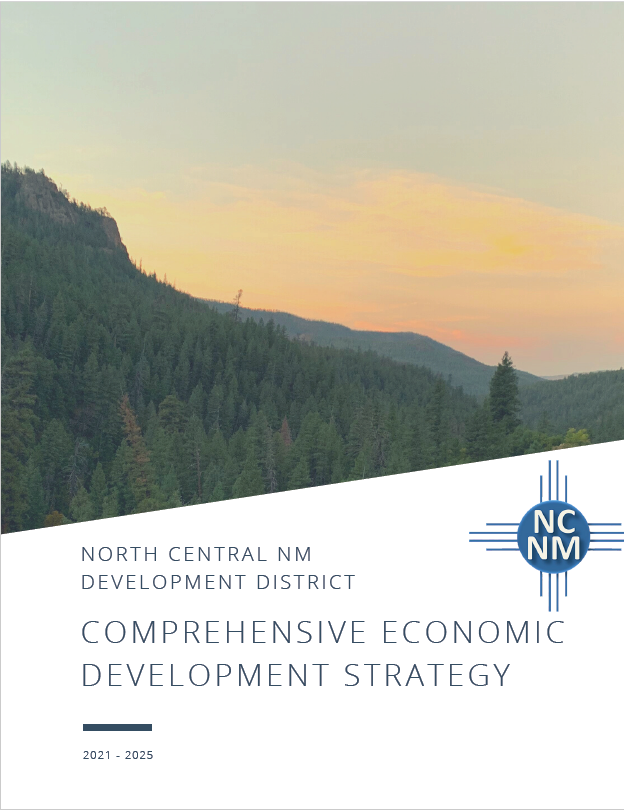 NC
NM
NORTH CENTRAL NM
DEVELOPMENT DISTRICT
COMPREHENSIVE ECONOMIC
DEVELOPMENT STRATEGY
2021 - 2025